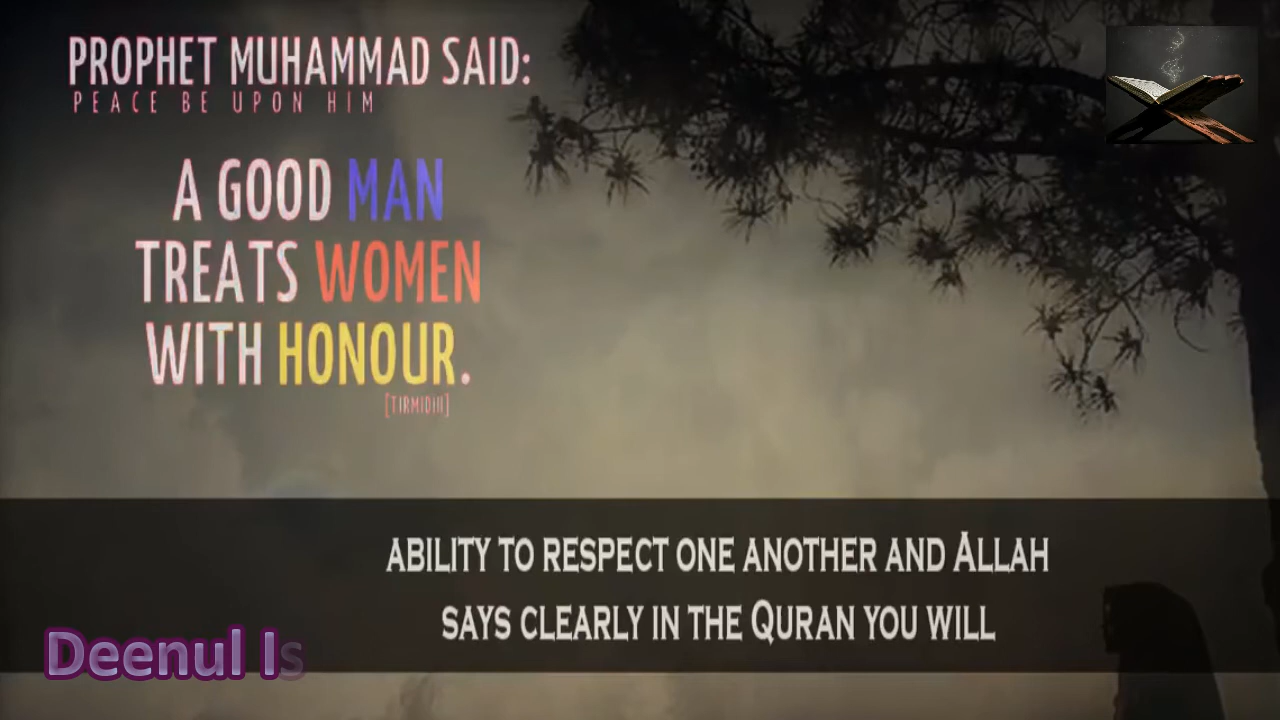 PROPHET MUHAMMAD SAID:
PEACE BE UPON HIM
A GOOD MAN
TREATS WOMEN
WITH HONOUR.
[TIRMIDHI]
ABILITY TO RESPECT ONE ANOTHER AND ALLAH
SAYS CLEARLY IN THE QURAN YOU WILL
Deenul Is